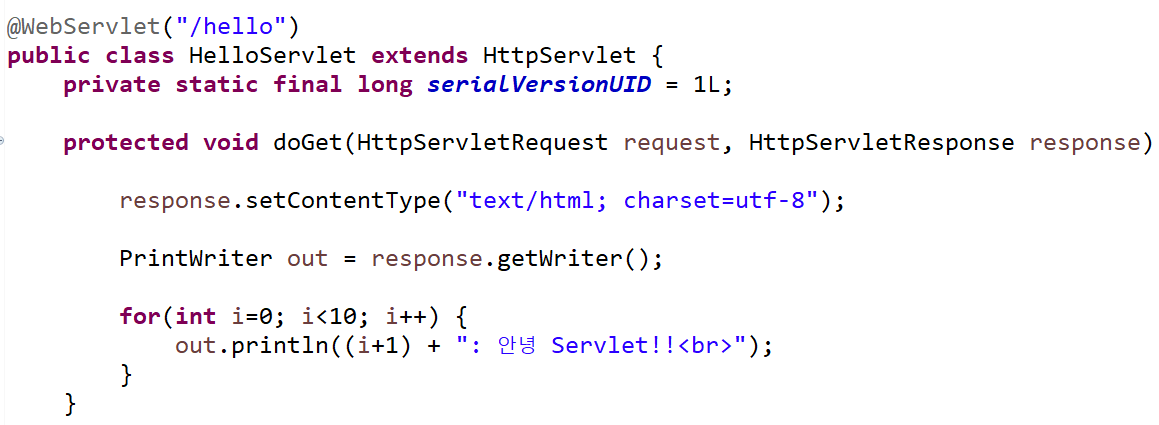 @WebServlet("/hello")
public class HelloServlet extends HttpServlet {
    private static final long serialVersionUID = 1L;
    protected void doGet(HttpServletRequest request, HttpServletResponse response)
        response.setContentType("text/html; charset=utf-8");
        PrintWriter out = response.getWriter();
        for(int i=0; i<10; i++) {
            out.println((i+1) + ": 안녕 Servlet!!<br>");
        }
    }